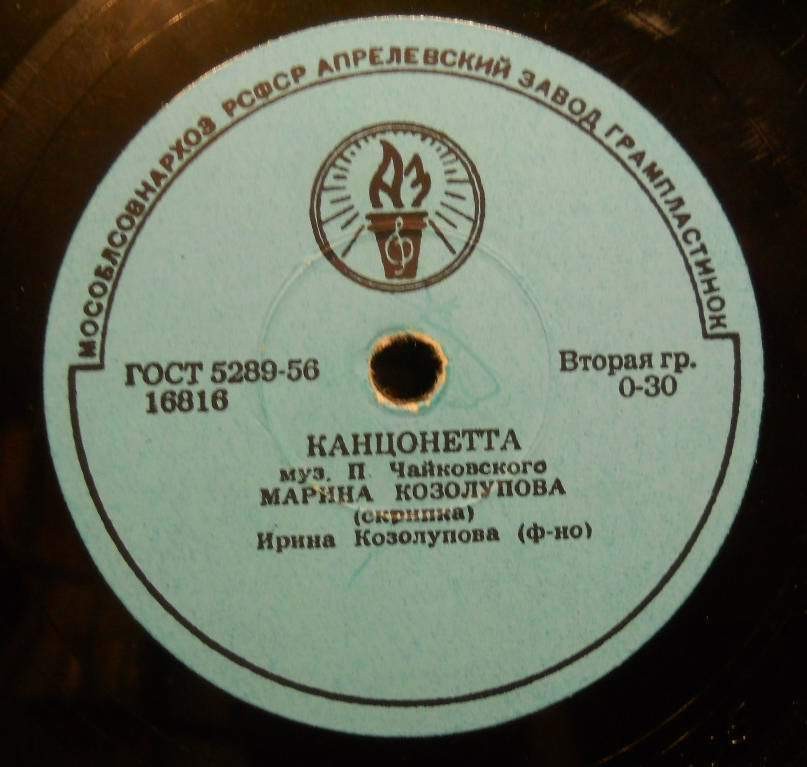 МОСОБЛСОВНАРХОЗ РСФСР АПРЕЛЕВСКИЙ ЗАВОД ГРАМПЛАСТИНОК
АЗ
ГОСТ 5289-56
16816
Вторая гр.
0-30
КАНЦОНЕТТА
муз. П. Чайковского
МАРИНА КОЗОЛУПОВА
(скрипка)
Ирина Козолупова (ф-но)